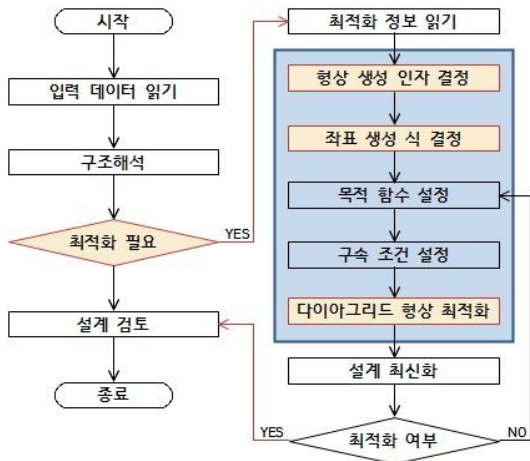 시작
입력 데이터 읽기
구조해석
최적화 필요
YES
설계 검토
종료
최적화 정보 읽기
형상 생성 인자 결정
좌표 생성 식 결정
목적 함수 설정
구속 조건 설정
다이아그리드 형상 최적화
설계 최신화
최적화 여부
YES
NO